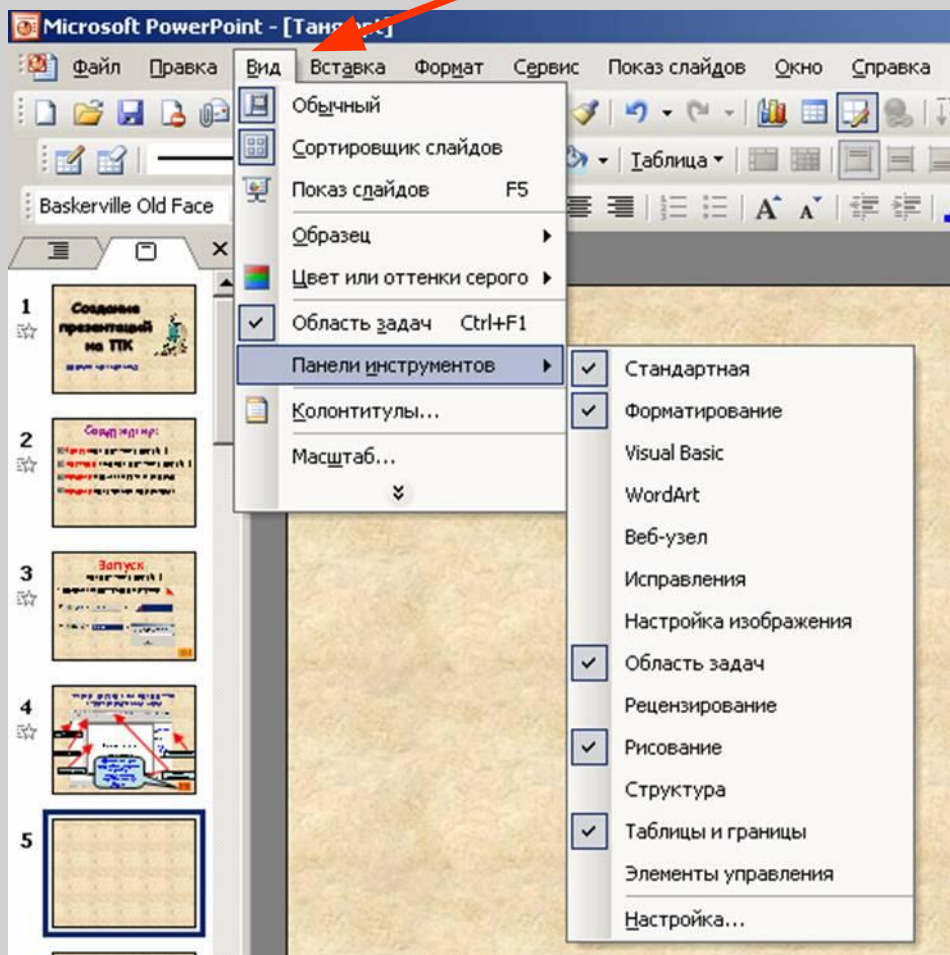 Microsoft PowerPoint - [Таня.ppt]
Файл Правка Вид Вставка Формат Сервис Показ слайдов Окно Справка
Обычный
Сортировщик слайдов
Таблица
Показ слайдов F5
Baskerville Old Face
Образец
Цвет или оттенки серого
Область задач Ctrl+F1
Панели инструментов
Колонтитулы...
Масштаб...
Стандартная
Форматирование
Visual Basic
WordArt
Веб-узел
Исправления
Настройка изображения
Область задач
Рецензирование
Рисование
Структура
Таблицы и границы
Элементы управления
Настройка...
1
Создание
презентаций
на ПК
2
3
Запуск
4
5